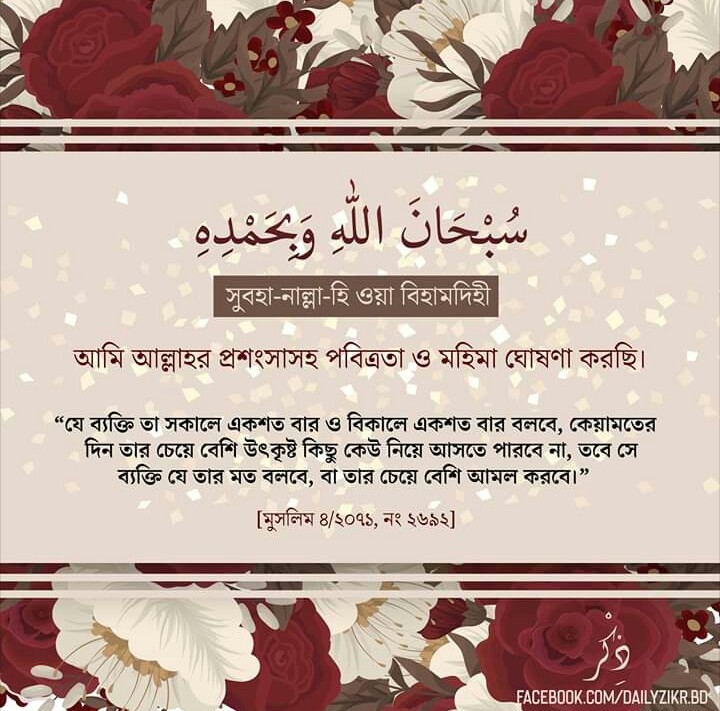 سُبْحَانَ اللّٰهِ وَبِحَمْدِهِ
সুবহা-নাল্লা-হি ওয়া বিহামদিহী
আমি আল্লাহর প্রশংসাসহ পবিত্রতা ও মহিমা ঘোষণা করছি।
“যে ব্যক্তি তা সকালে একশত বার ও বিকালে একশত বার বলবে, কেয়ামতের
দিন তার চেয়ে বেশি উৎকৃষ্ট কিছু কেউ নিয়ে আসতে পারবে না, তবে সে
ব্যক্তি যে তার মত বলবে, বা তার চেয়ে বেশি আমল করবে।”
[মুসলিম ৪/২০৭১, নং ২৬৯২]
ذِكْرْ
FACEBOOK.COM/DAILYZIKR.BD